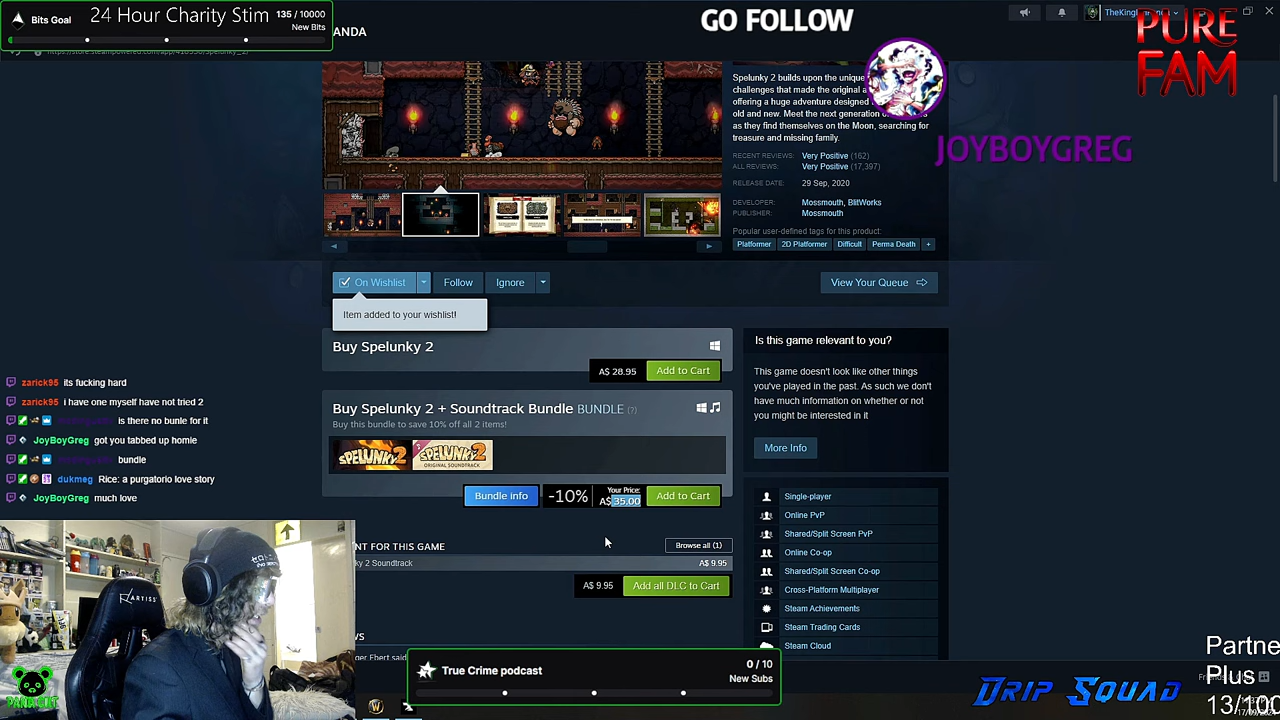 Bits Goal
24 Hour Charity Stim
135 / 10000
New Bits
GO FOLLOW
PURE
FAM
ANDA
JOYBOYGREG
Spelunky 2 builds upon the unique
challenges that made the original a
offering a huge adventure designed
old and new. Meet the next generation o
as they find themselves on the Moon, searching for
treasure and missing family.
RECENT REVIEWS: Very Positive (162)
ALL REVIEWS: Very Positive (17,397)
RELEASE DATE: 29 Sep, 2020
DEVELOPER: Mossmouth, BlitWorks
PUBLISHER: Mossmouth
Popular user-defined tags for this product:
Platformer 2D Platformer Difficult Perma Death +
On Wishlist Follow Ignore View Your Queue
Item added to your wishlist!
Buy Spelunky 2
A$ 28.95 Add to Cart
Buy Spelunky 2 + Soundtrack Bundle BUNDLE (?)
Buy this bundle to save 10% off all 2 items!
SPELUNKY2 SPELUNKY2
ORIGINAL SOUNDTRACK
Bundle info -10% Your Price:
A$ 35.00 Add to Cart
ENT FOR THIS GAME Browse all (1)
ky 2 Soundtrack A$ 9.95
A$ 9.95 Add all DLC to Cart
WS
Is this game relevant to you?
This game doesn't look like other things
you've played in the past. As such we don't
have much information on whether or not
you might be interested in it
More Info
Single-player
Online PvP
Shared/Split Screen PvP
Online Co-op
Shared/Split Screen Co-op
Cross-Platform Multiplayer
Steam Achievements
Steam Trading Cards
Steam Cloud
zarick95 its fucking hard
zarick95 i have one myself have not tried 2
is there no bunle for it
JoyBoyGreg got you tabbed up homie
bundle
dukmeg Rice: a purgatorio love story
JoyBoyGreg much love
True Crime podcast
0 / 10
New Subs
DRIP SQUAD
Partne
Plus
13/100